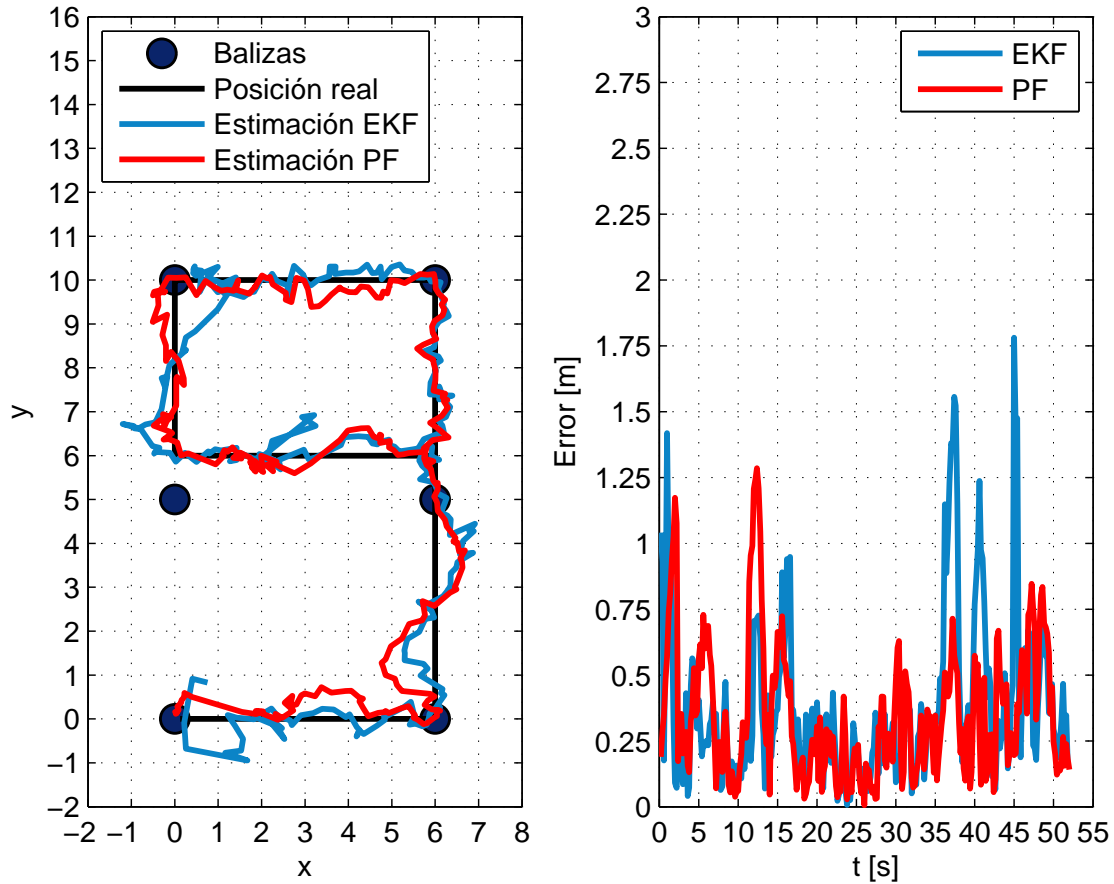 16
15
14
13
12
11
10
9
8
7
6
5
4
3
2
1
0
−1
−2
y
Balizas
Posición real
Estimación EKF
Estimación PF
−2 −1 0 1 2 3 4 5 6 7 8
x
3
2.75
2.5
2.25
2
1.75
1.5
1.25
1
0.75
0.5
0.25
0
Error [m]
EKF
PF
0 5 10 15 20 25 30 35 40 45 50 55
t [s]